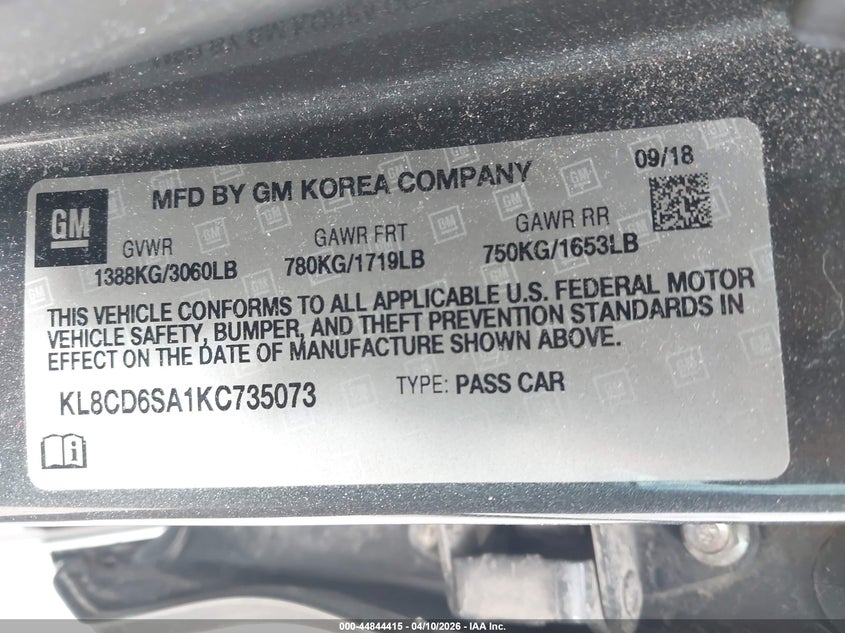 MFD BY GM KOREA COMPANY
09/18
GM
GVWR
GAWR FRT
GAWR RR
1388KG/3060LB
780KG/1719LB
750KG/1653LB
THIS VEHICLE CONFORMS TO ALL APPLICABLE U.S. FEDERAL MOTOR
VEHICLE SAFETY, BUMPER, AND THEFT PREVENTION STANDARDS IN
EFFECT ON THE DATE OF MANUFACTURE SHOWN ABOVE.
KL8CD6SA1KC735073
TYPE: PASS CAR
000-44844415 - 04/10/2026 - IAA Inc.